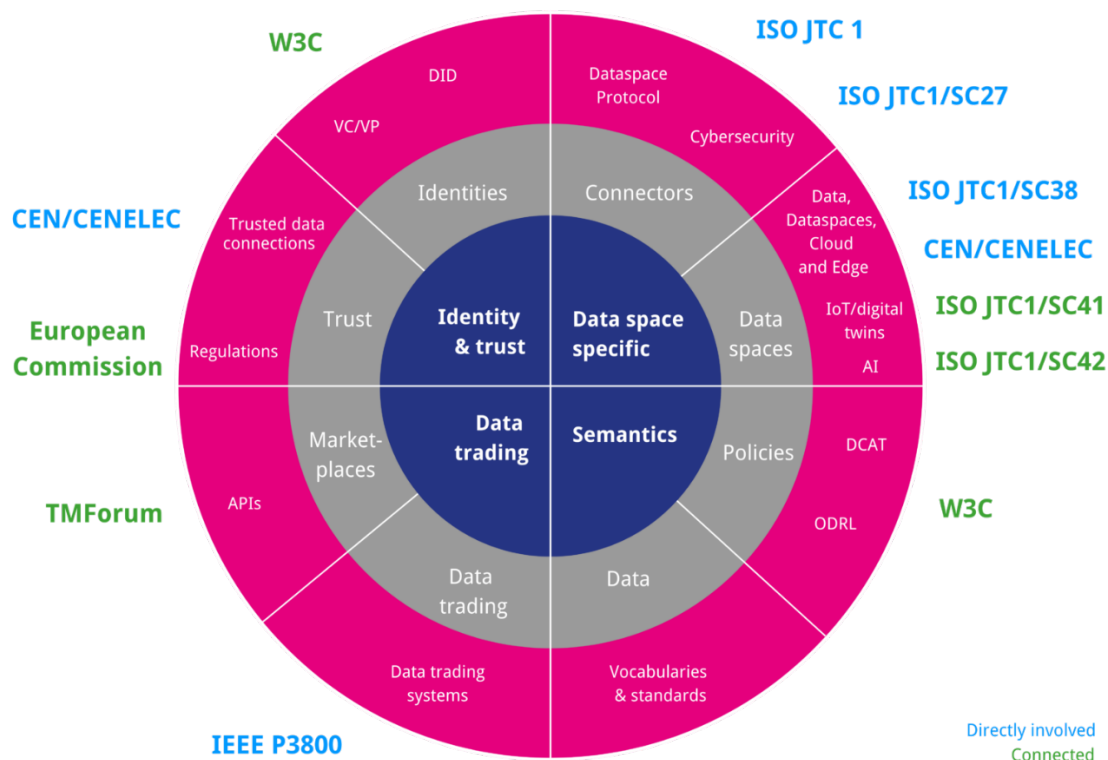 W3C
ISO JTC 1
DID
Dataspace
Protocol
ISO JTC1/SC27
VC/VP
Cybersecurity
Identities
Connectors
ISO JTC1/SC38
CEN/CENELEC
Trusted data
connections
Data,
Dataspaces,
Cloud
and Edge
CEN/CENELEC
European
Commission
Regulations
Trust
Identity
& trust
Data space
specific
Data
spaces
IoT/digital
twins
AI
ISO JTC1/SC41
ISO JTC1/SC42
Market-
places
Data
trading
Semantics
Policies
DCAT
TMForum
APIs
ODRL
W3C
Data
trading
Data
Data trading
systems
Vocabularies
& standards
IEEE P3800
Directly involved
Connected